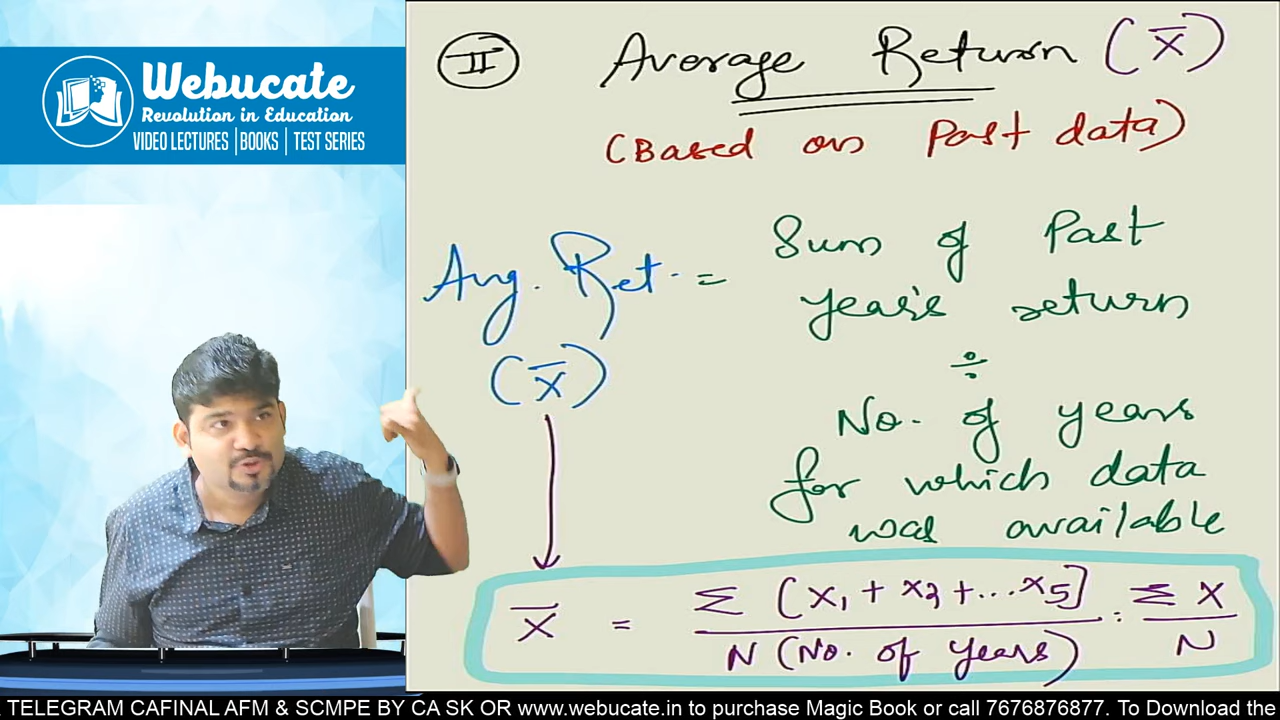 Webucate
Revolution in Education
VIDEO LECTURES | BOOKS | TEST SERIES
II Average Return (x̄)
(Based on Past data)
Avg. Ret. = Sum of Past
year's return
÷
(x̄)
No. of years
for which data
was available
x̄ = Σ [x₁ + x₂ + ... x₅] / N (No. of years) = Σ x / N
TELEGRAM CAFINAL AFM & SCMPE BY CA SK OR www.webucate.in to purchase Magic Book or call 7676876877. To Download the